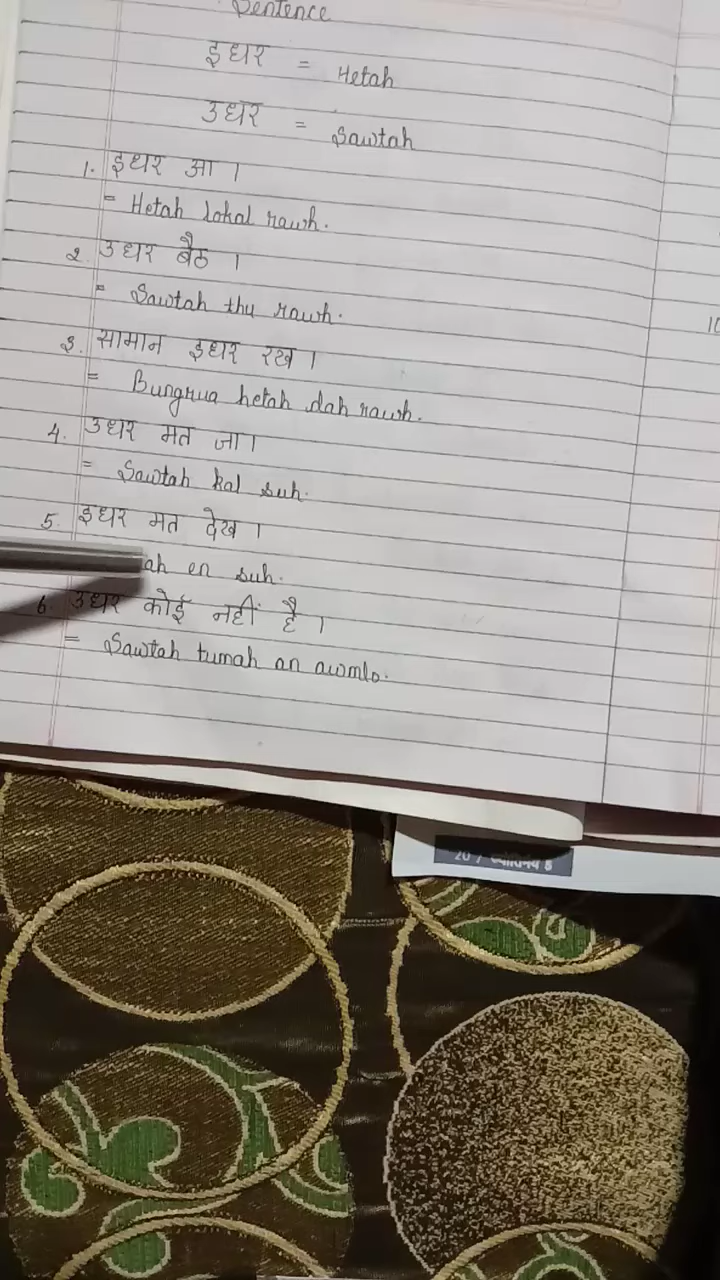 Sentence
इधर = Hetah
उधर = Sawtah
1. इधर आ ।
= Hetah lokal rawh.
2. उधर बैठ ।
= Sawtah thu rawh.
3. सामान इधर रख ।
= Bungrua hetah dah rawh.
4. उधर मत जा ।
= Sawtah kal suh.
5. इधर मत देख ।
ah en suh.
6. उधर कोई नहीं है ।
= Sawtah tumah an awmlo.
10